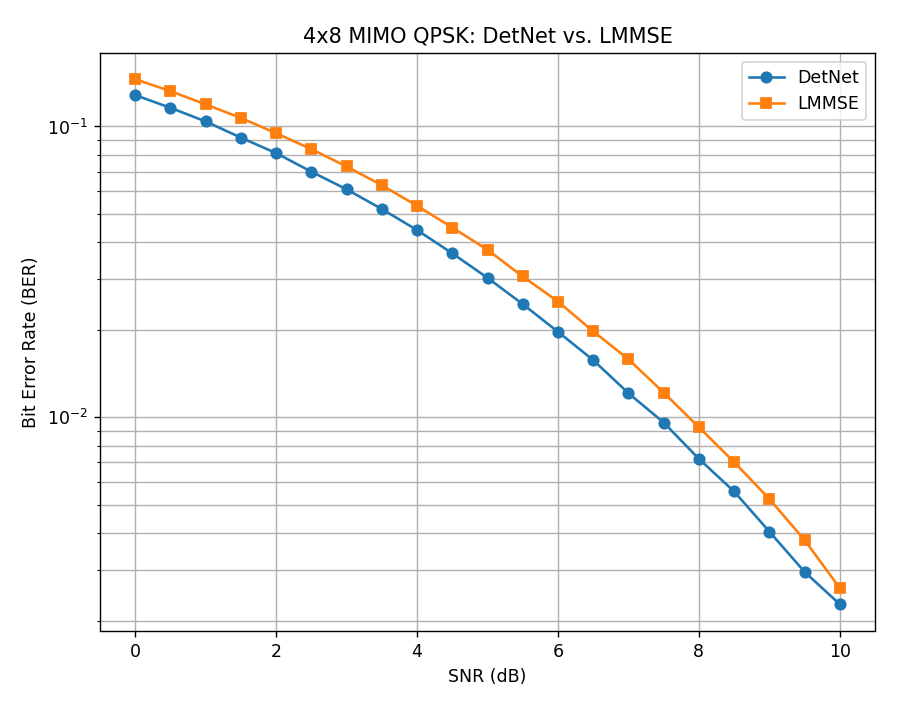 4x8 MIMO QPSK: DetNet vs. LMMSE
DetNet
LMMSE
Bit Error Rate (BER)
10⁻¹
10⁻²
0 2 4 6 8 10
SNR (dB)